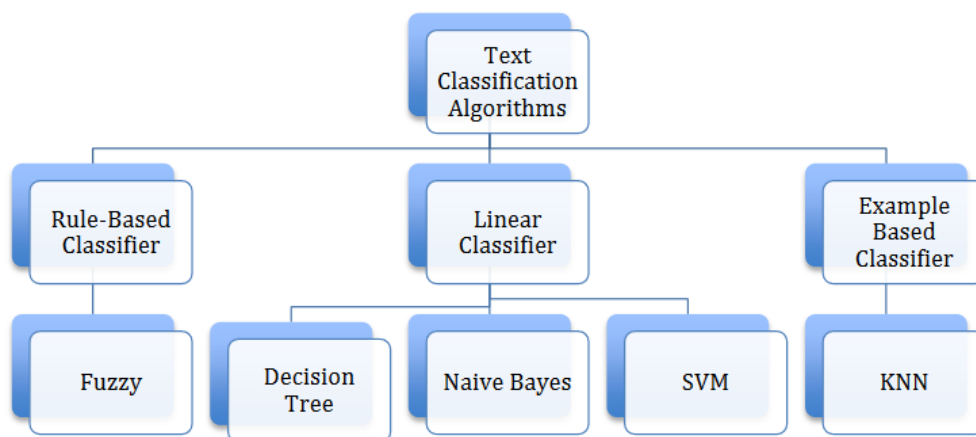 Text
Classification
Algorithms
Rule-Based
Classifier
Linear
Classifier
Example
Based
Classifier
Fuzzy
Decision
Tree
Naive Bayes
SVM
KNN